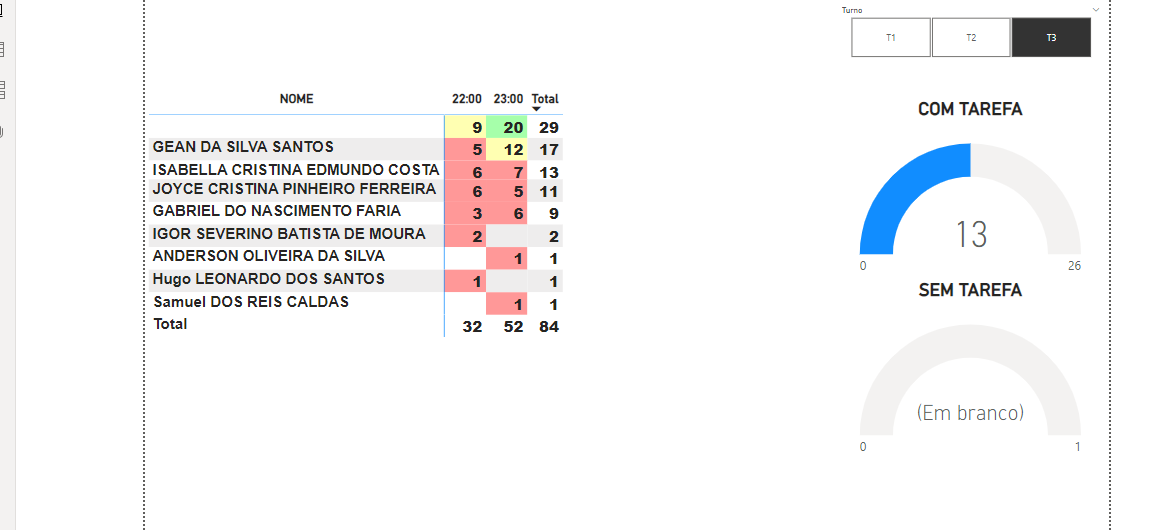 Turno
T1 T2 T3
NOME 22:00 23:00 Total
9 20 29
GEAN DA SILVA SANTOS 5 12 17
ISABELLA CRISTINA EDMUNDO COSTA 6 7 13
JOYCE CRISTINA PINHEIRO FERREIRA 6 5 11
GABRIEL DO NASCIMENTO FARIA 3 6 9
IGOR SEVERINO BATISTA DE MOURA 2 2
ANDERSON OLIVEIRA DA SILVA 1 1
Hugo LEONARDO DOS SANTOS 1 1
Samuel DOS REIS CALDAS 1 1
Total 32 52 84
COM TAREFA
13
0 26
SEM TAREFA
(Em branco)
0 1